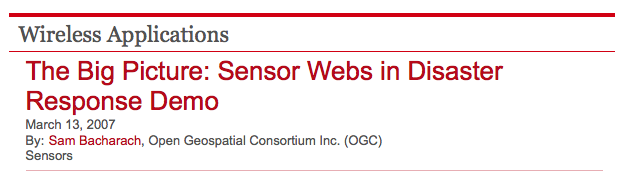 Wireless Applications
The Big Picture: Sensor Webs in Disaster
Response Demo
March 13, 2007
By: Sam Bacharach, Open Geospatial Consortium Inc. (OGC)
Sensors